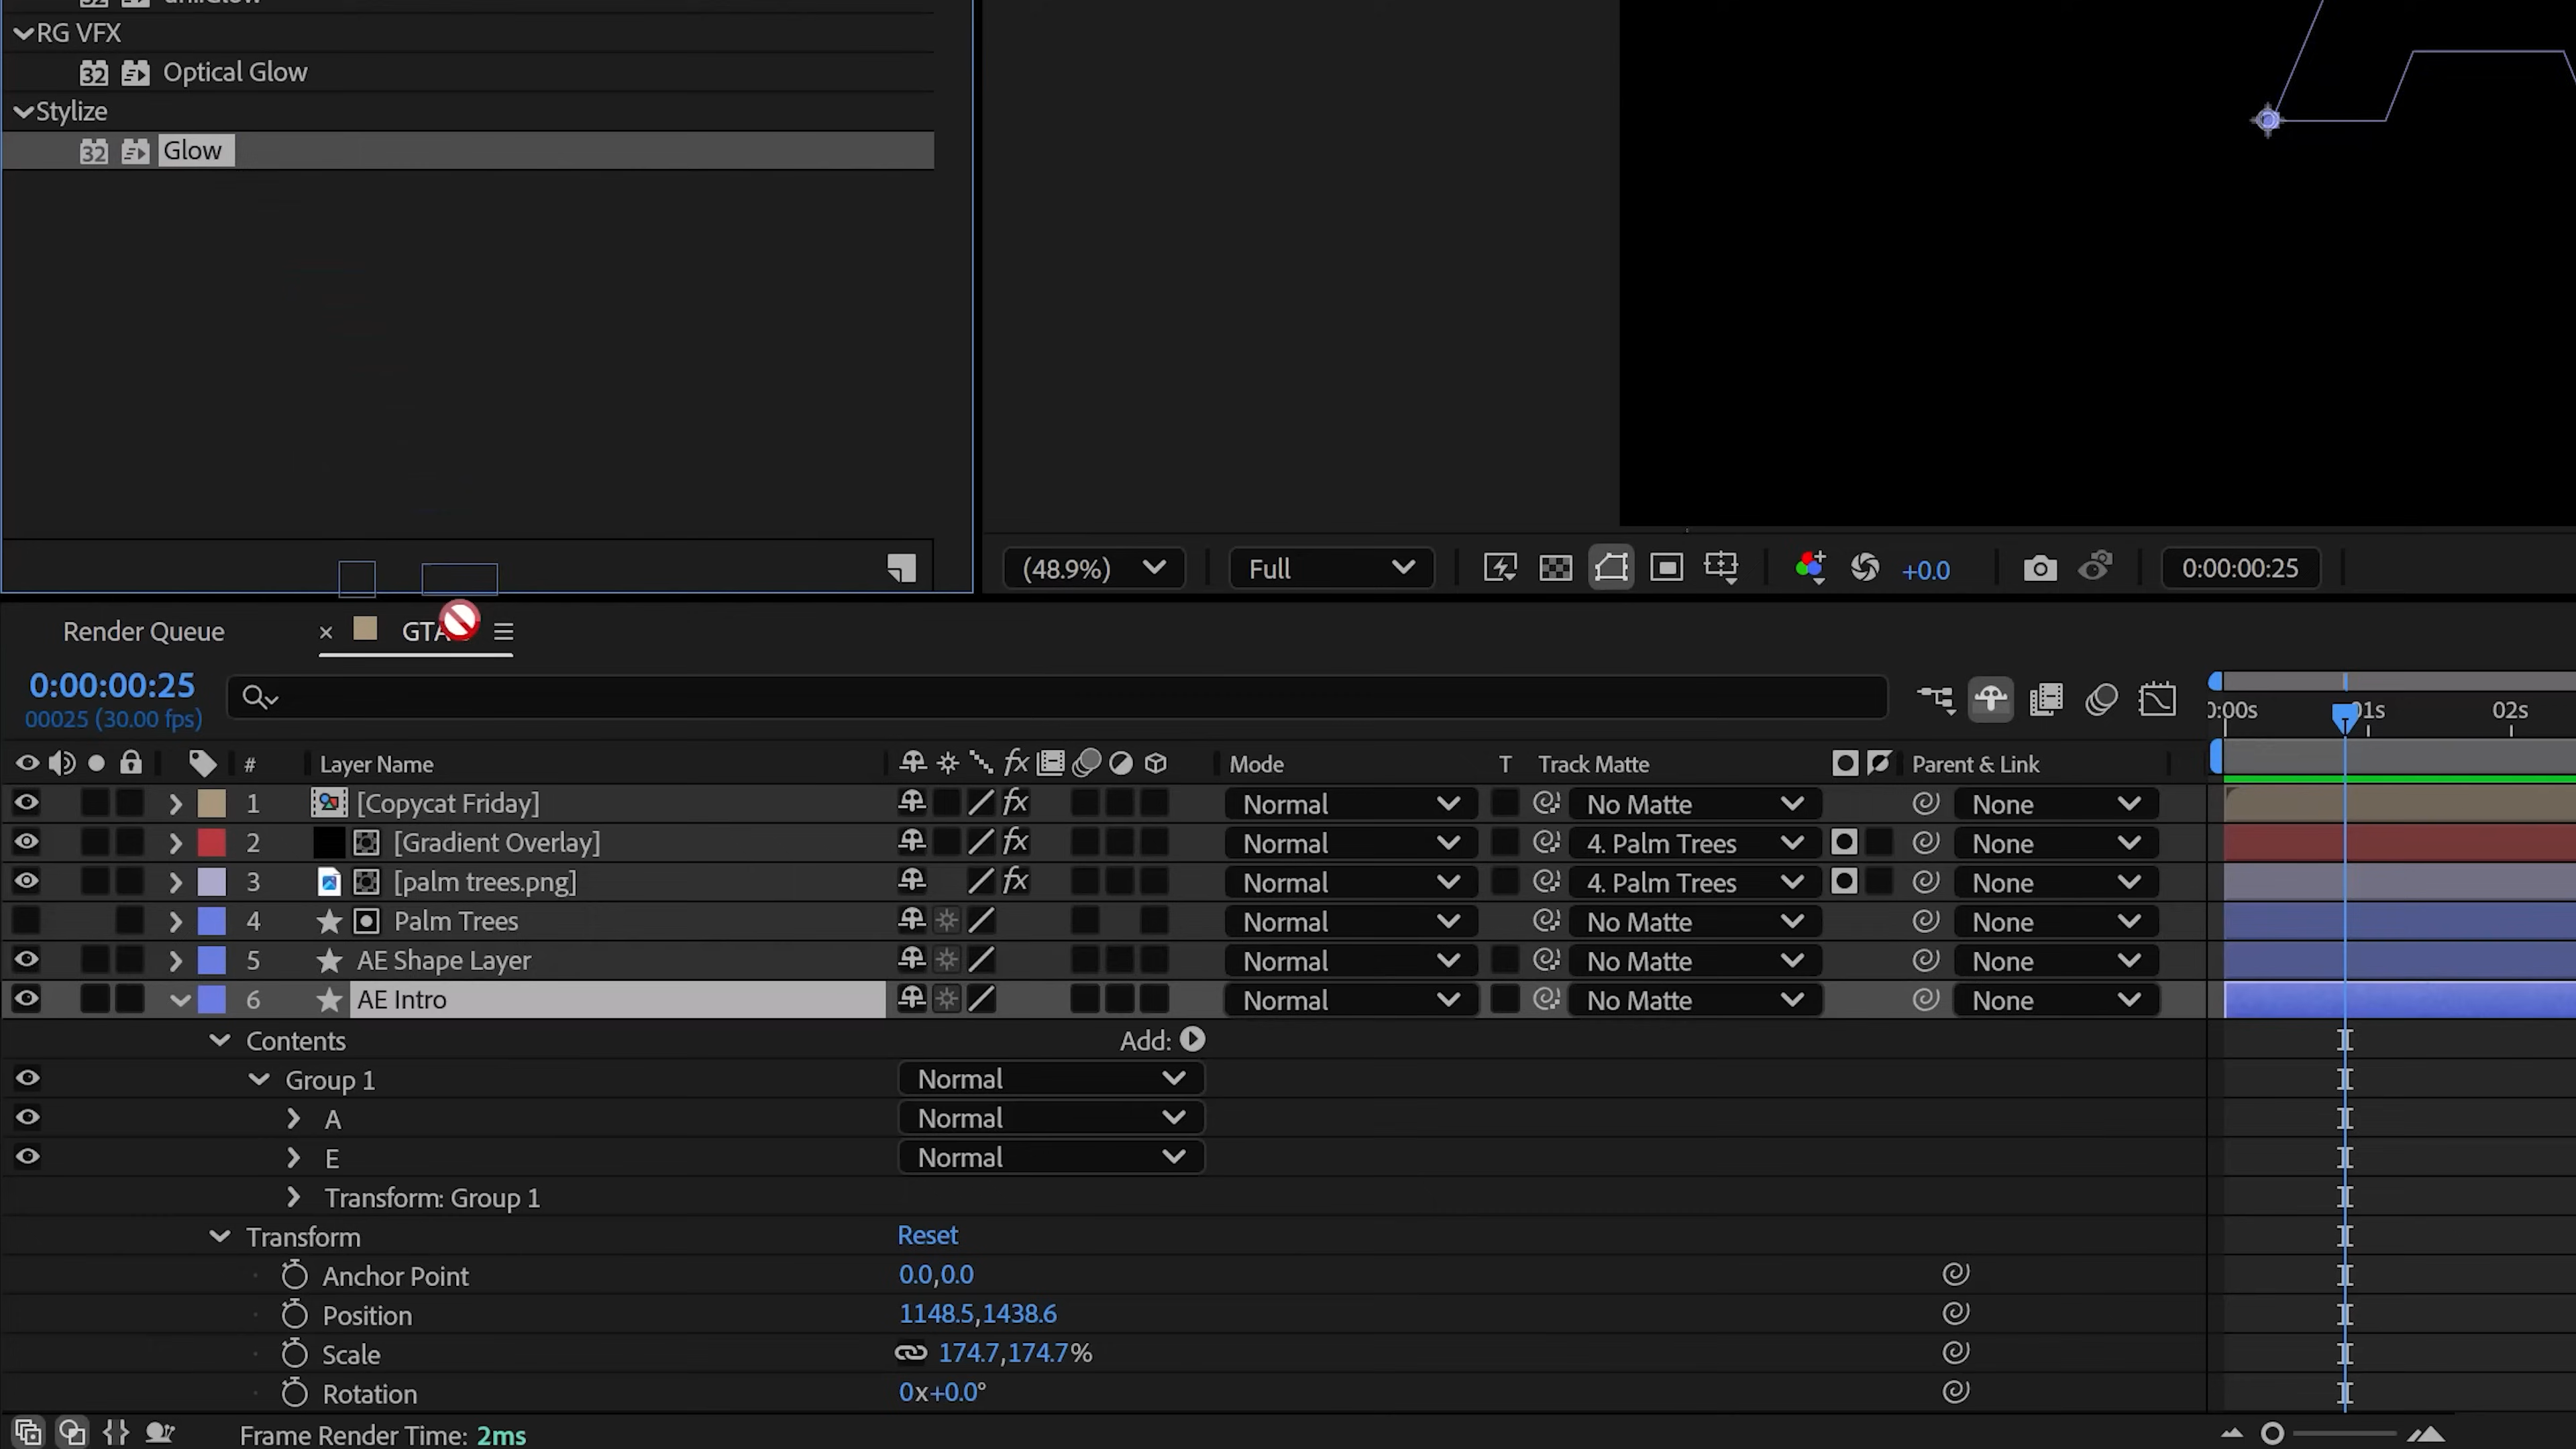 RG VFX
32 Optical Glow
Stylize
32 Glow
(48.9%)
Full
+0.0
0:00:00:25
Render Queue
× GTA
0:00:00:25
00025 (30.00 fps)
0:00s
01s
02s
# Layer Name fx Mode T Track Matte Parent & Link
1 [Copycat Friday] fx Normal No Matte None
2 [Gradient Overlay] fx Normal 4. Palm Trees None
3 [palm trees.png] fx Normal 4. Palm Trees None
4 Palm Trees Normal No Matte None
5 AE Shape Layer Normal No Matte None
6 AE Intro Normal No Matte None
Contents Add:
Group 1 Normal
A Normal
E Normal
Transform: Group 1
Transform Reset
Anchor Point 0.0,0.0
Position 1148.5,1438.6
Scale 174.7,174.7%
Rotation 0x+0.0°
Frame Render Time: 2ms